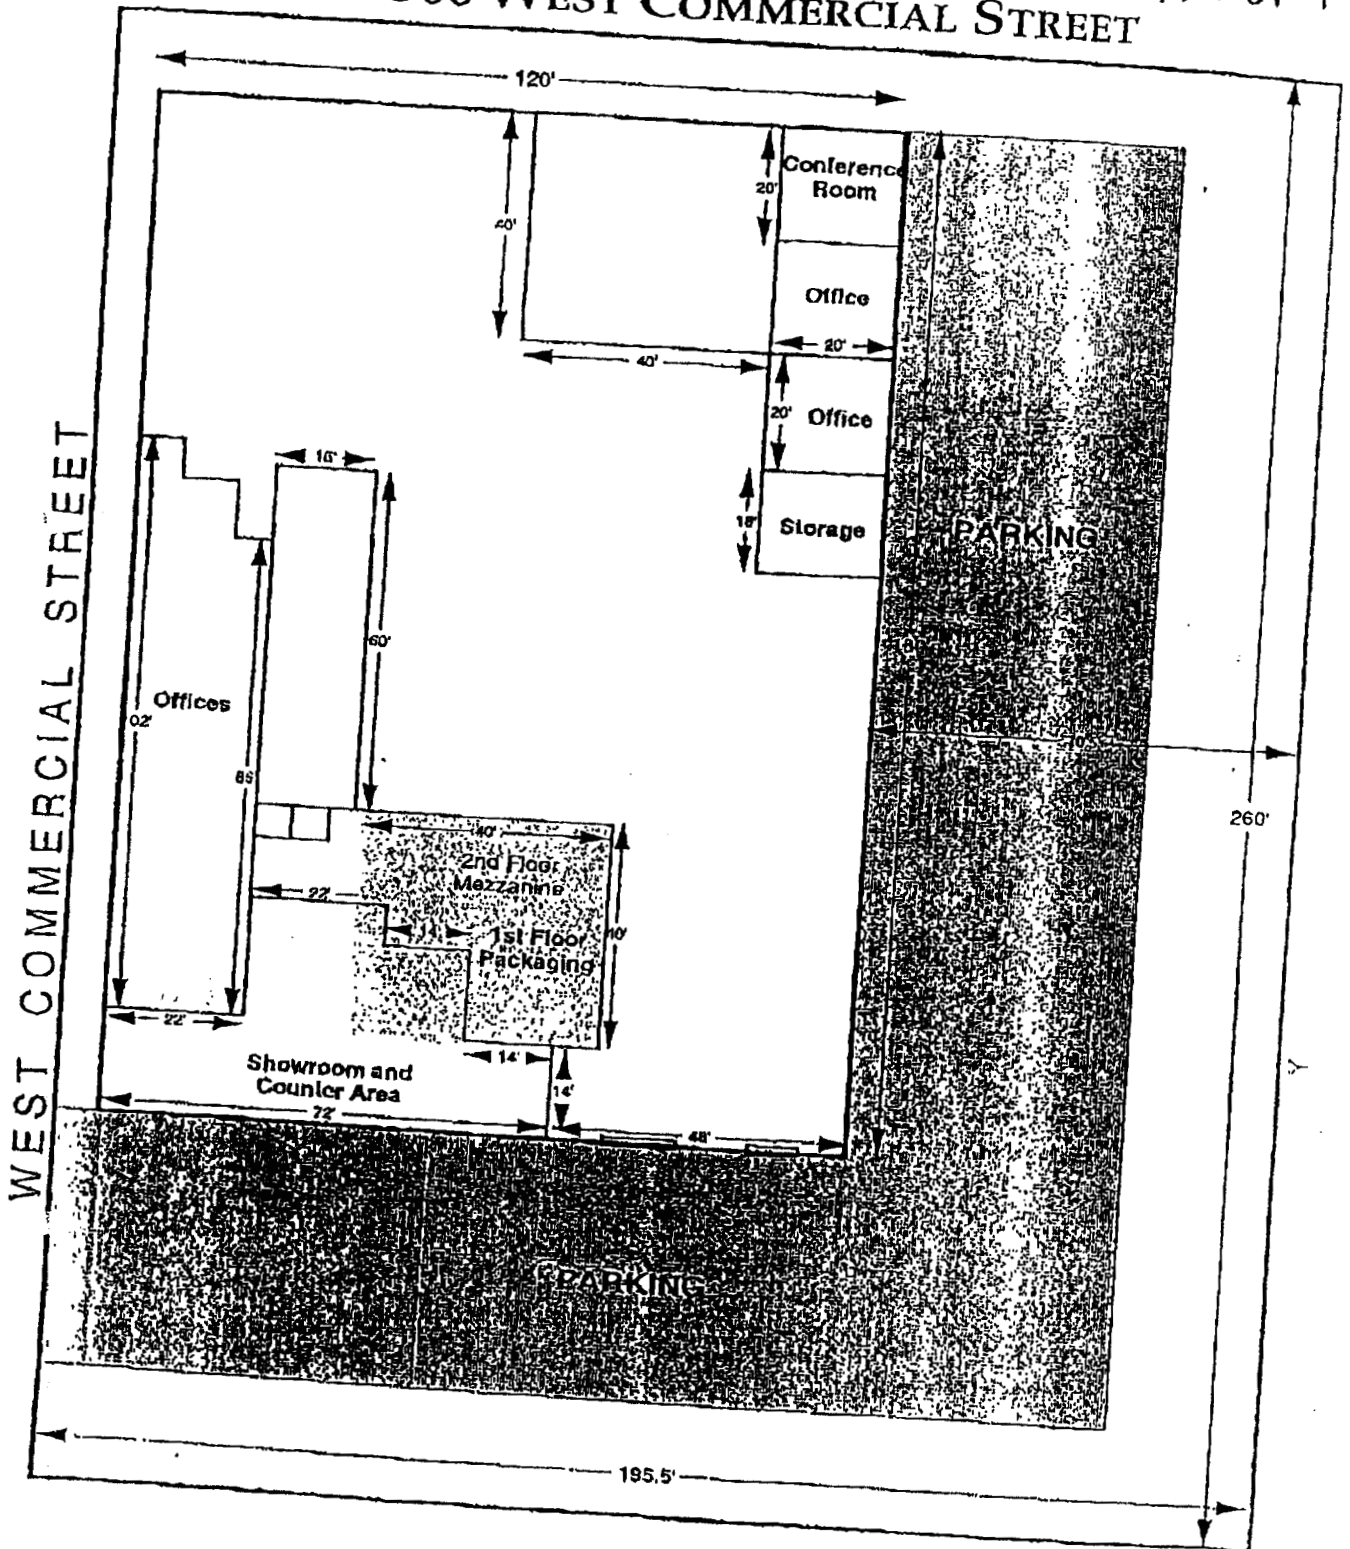 WEST COMMERCIAL STREET
120'
Conference
Room
20'
40'
Office
20'
40'
20'
Office
16'
18'
Storage
PARKING
60'
Offices
WEST COMMERCIAL STREET
260'
40'
2nd Floor
Mezzanine
22'
14'
1st Floor
Packaging
22'
14'
Showroom and
Counter Area
14'
72'
48'
PARKING
195.5'